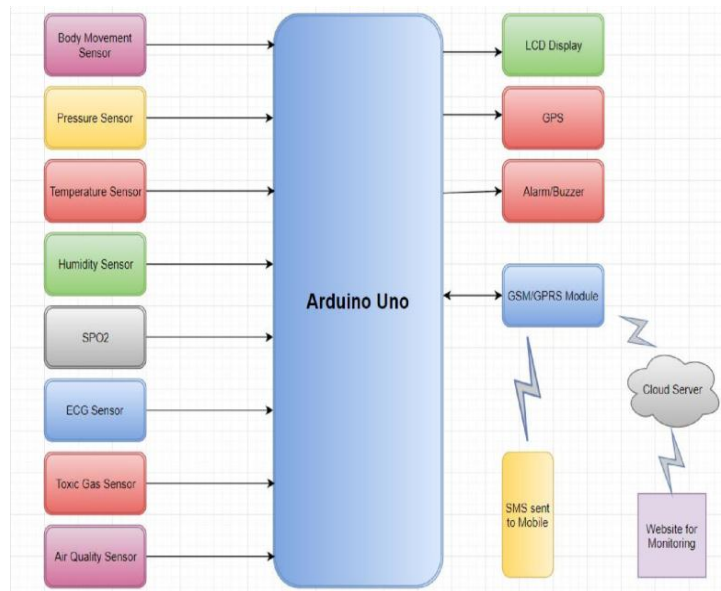 Body Movement
Sensor
Pressure Sensor
Temperature Sensor
Humidity Sensor
SPO2
ECG Sensor
Toxic Gas Sensor
Air Quality Sensor
Arduino Uno
LCD Display
GPS
Alarm/Buzzer
GSM/GPRS Module
Cloud Server
SMS sent
to Mobile
Website for
Monitoring